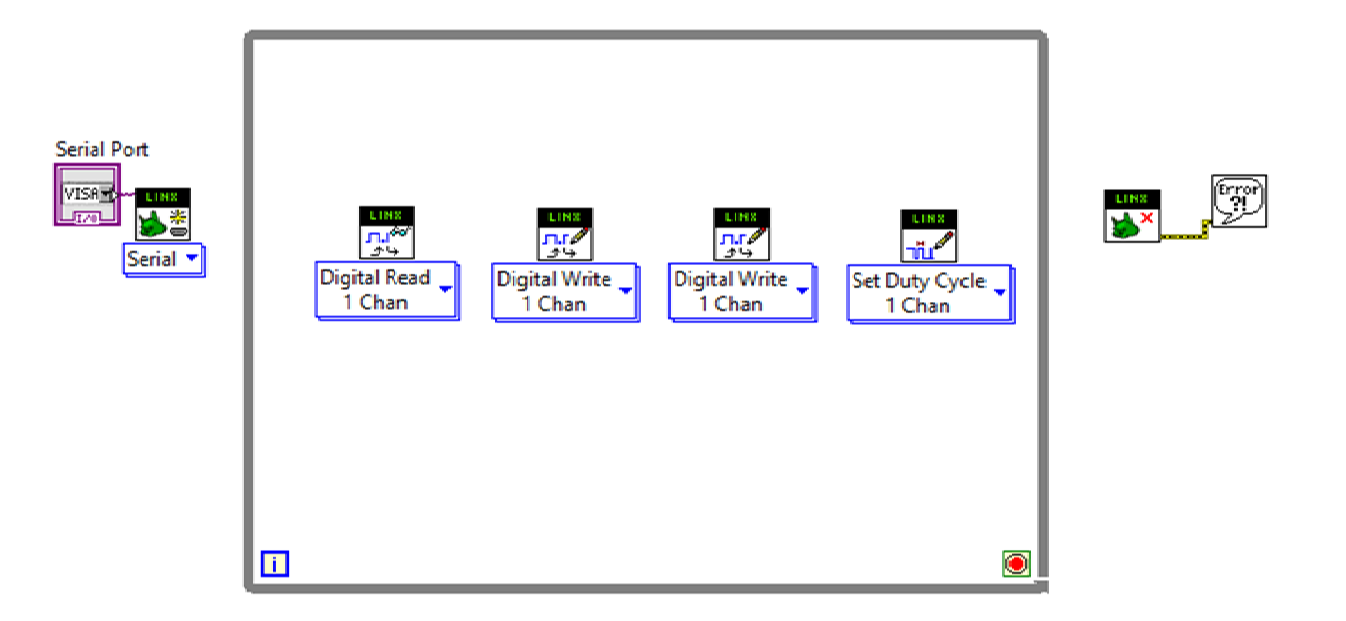 Serial Port
VISA
I/O
LINX
Serial
LINX
Digital Read
1 Chan
LINX
Digital Write
1 Chan
LINX
Digital Write
1 Chan
LINX
Set Duty Cycle
1 Chan
LINX
Error
?!
i